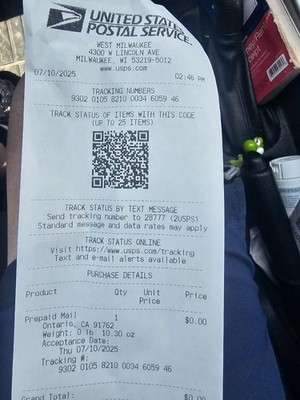 UNITED STATES
POSTAL SERVICE.
WEST MILWAUKEE
4300 W LINCOLN AVE
MILWAUKEE, WI 53219-5012
www.usps.com
07/10/2025 02:46 PM
TRACKING NUMBERS
9302 0105 8210 0034 6059 46
TRACK STATUS OF ITEMS WITH THIS CODE
(UP TO 25 ITEMS)
TRACK STATUS BY TEXT MESSAGE
Send tracking number to 28777 (2USPS)
Standard message and data rates may apply
TRACK STATUS ONLINE
Visit https://www.usps.com/tracking
Text and e-mail alerts available
PURCHASE DETAILS
Product Qty Unit Price
Price
Prepaid Mail 1 $0.00
Ontario, CA 91762
Weight: 0 lb 10.30 oz
Acceptance Date:
Thu 07/10/2025
Tracking #:
9302 0105 8210 0034 6059 46
Grand Total: $0.00